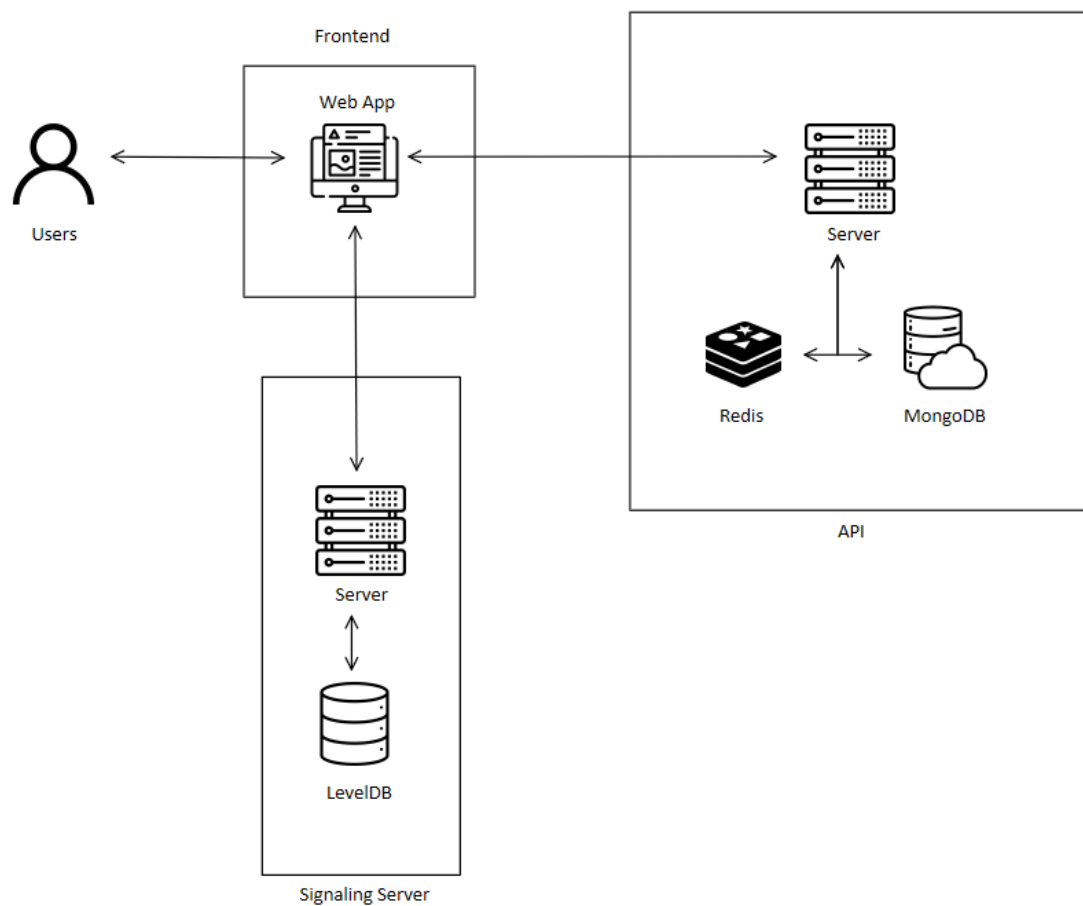 Frontend
Web App
Users
Server
Redis
MongoDB
API
Server
LevelDB
Signaling Server